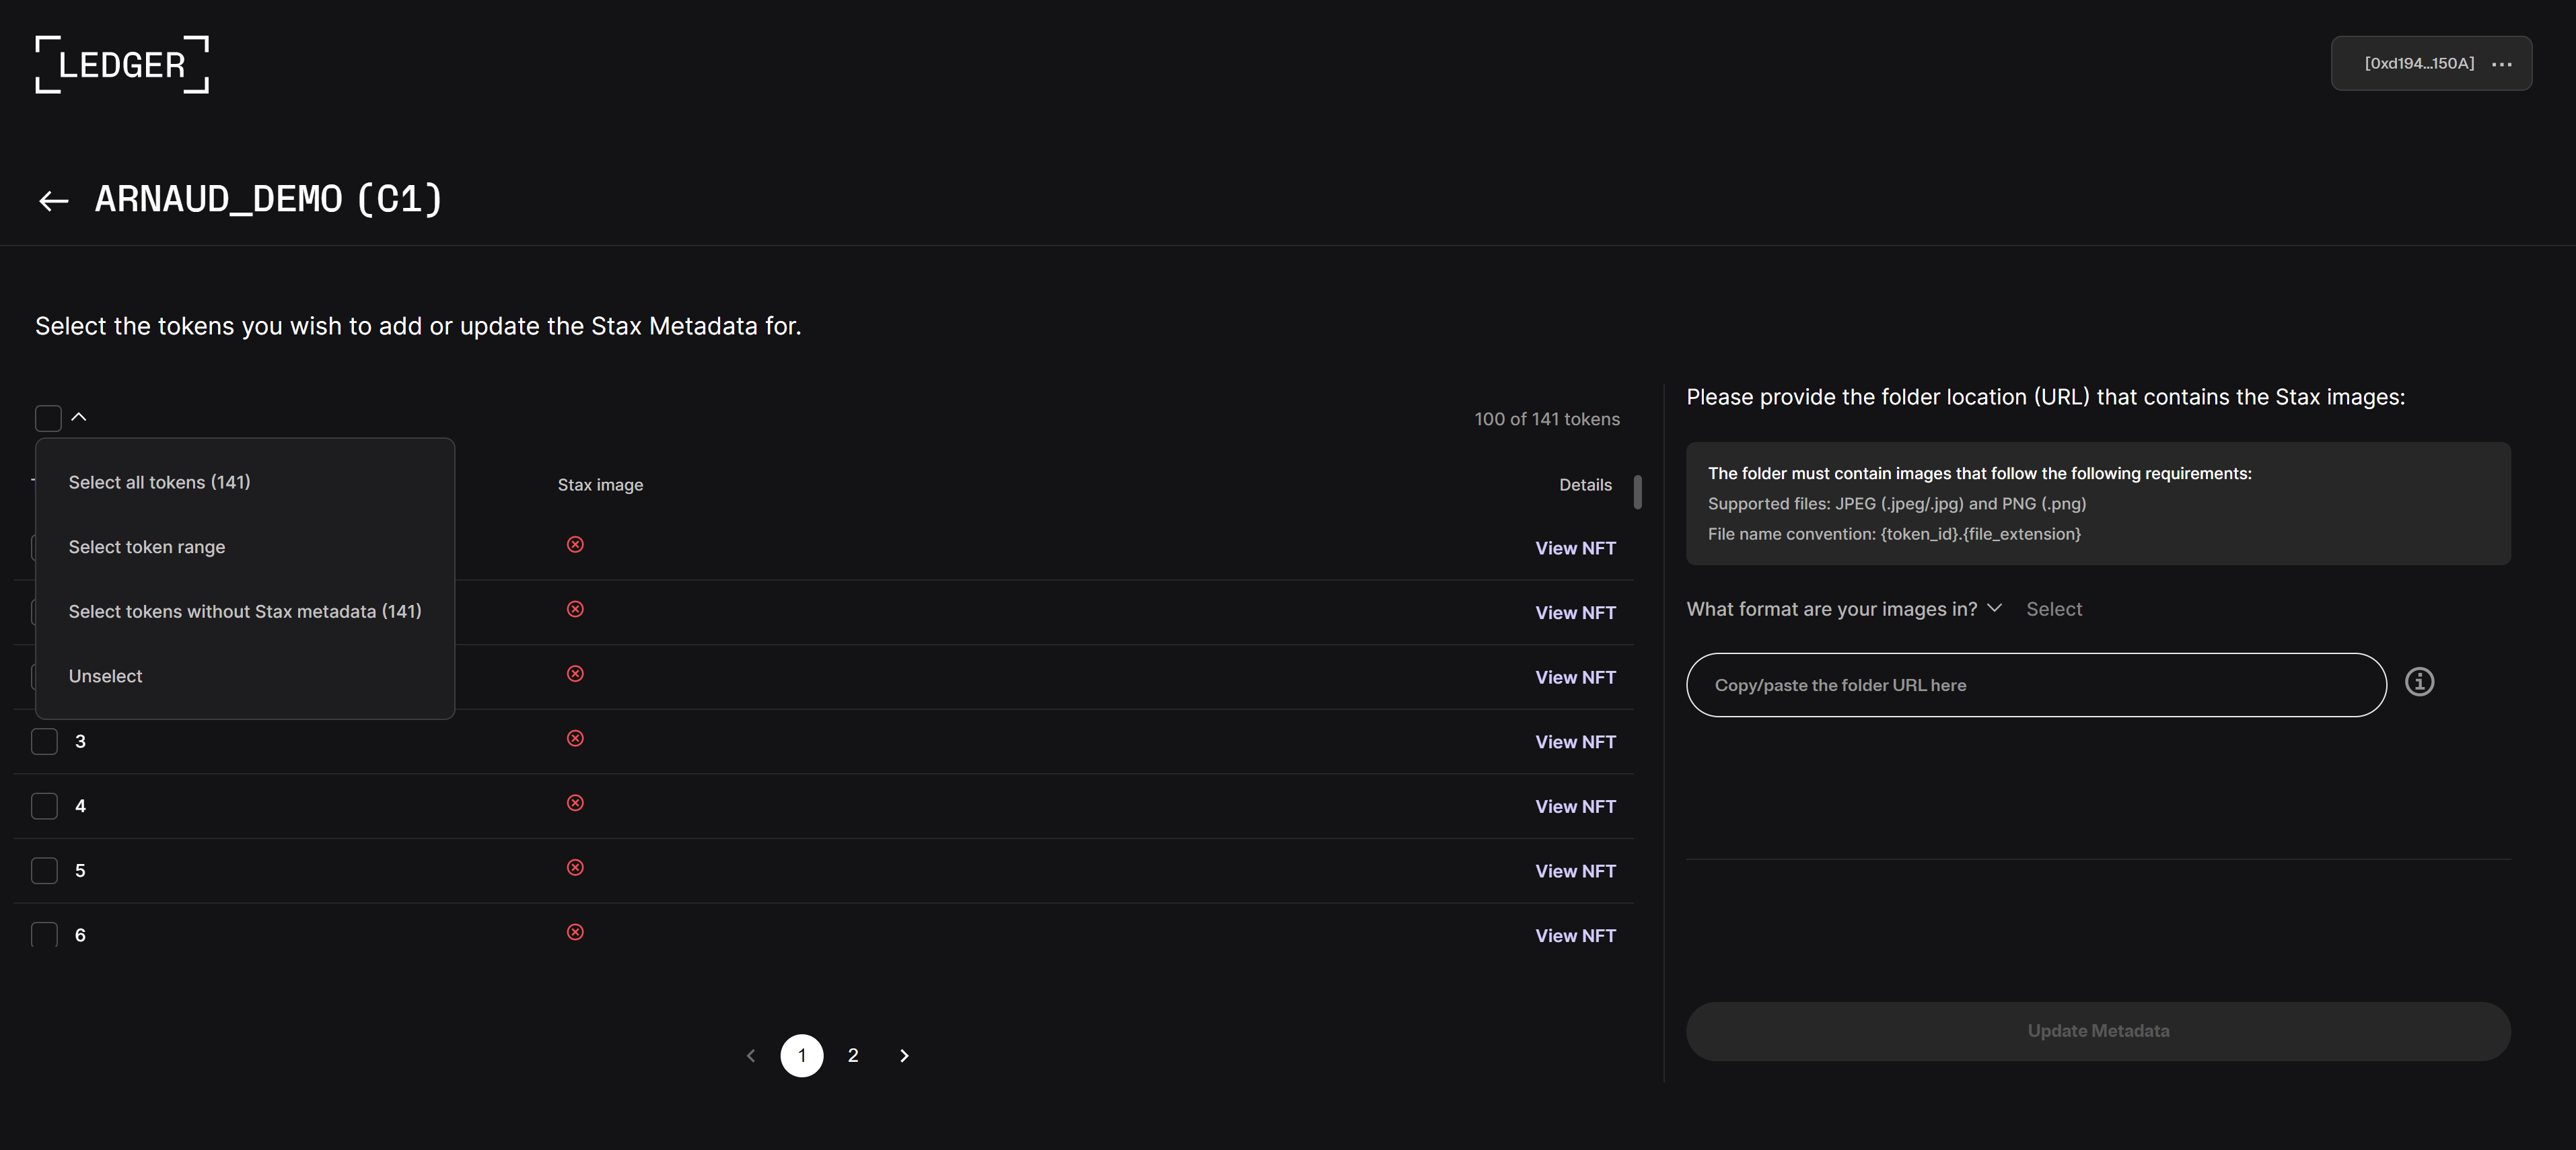 LEDGER
[0xd194...150A] ...
ARNAUD_DEMO (C1)
Select the tokens you wish to add or update the Stax Metadata for.
100 of 141 tokens
Select all tokens (141)
Select token range
Select tokens without Stax metadata (141)
Unselect
Stax image
Details
View NFT
View NFT
View NFT
3 View NFT
4 View NFT
5 View NFT
6 View NFT
1 2
Please provide the folder location (URL) that contains the Stax images:
The folder must contain images that follow the following requirements:
Supported files: JPEG (.jpeg/.jpg) and PNG (.png)
File name convention: {token_id}.{file_extension}
What format are your images in? Select
Copy/paste the folder URL here
Update Metadata